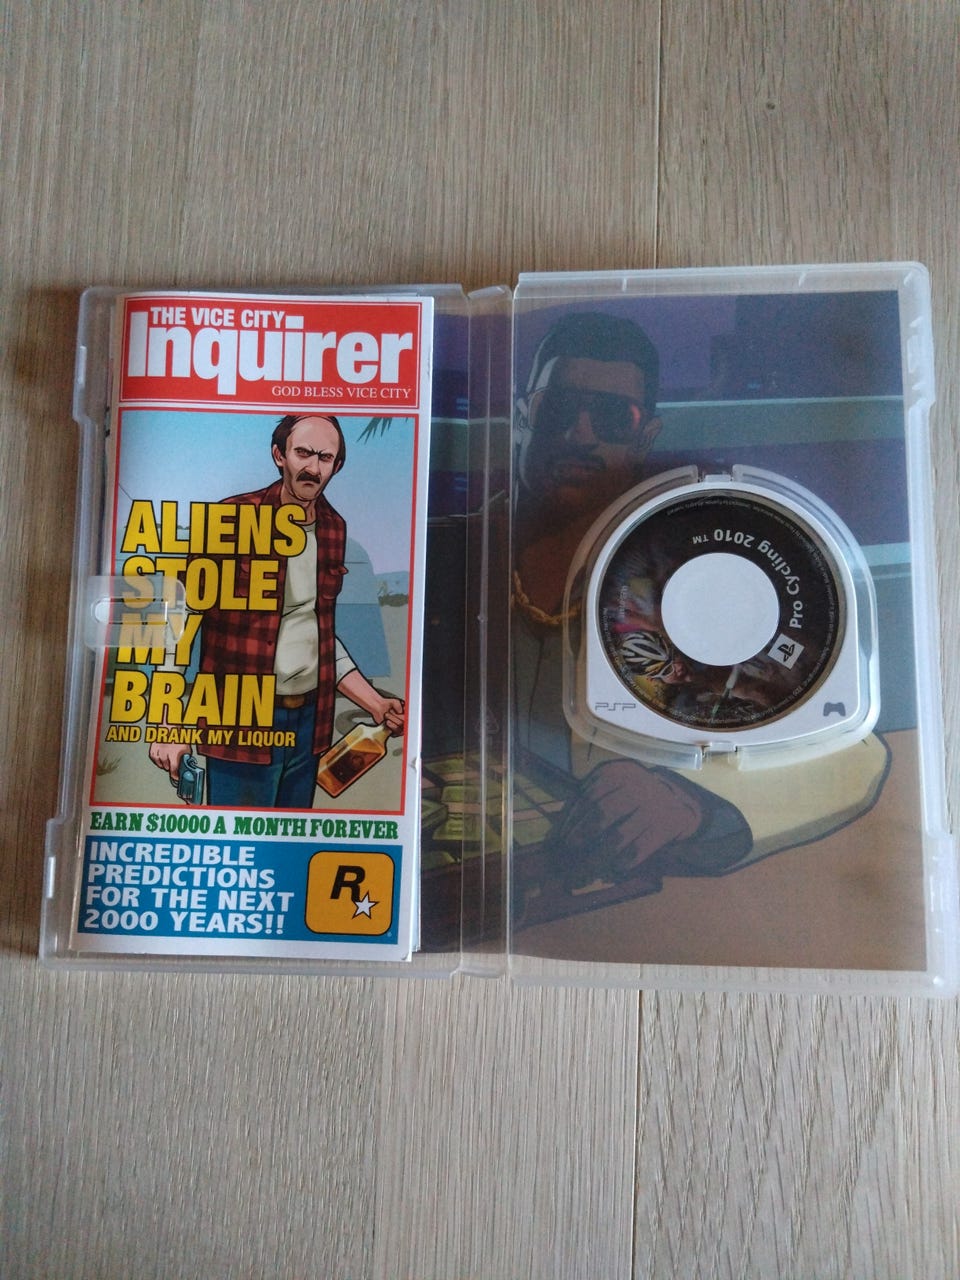 THE VICE CITY
Inquirer
GOD BLESS VICE CITY
ALIENS
STOLE
MY
BRAIN
AND DRANK MY LIQUOR
EARN $10000 A MONTH FOREVER
INCREDIBLE
PREDICTIONS
FOR THE NEXT
2000 YEARS!!
R
Pro Cycling 2010 ™
PSP